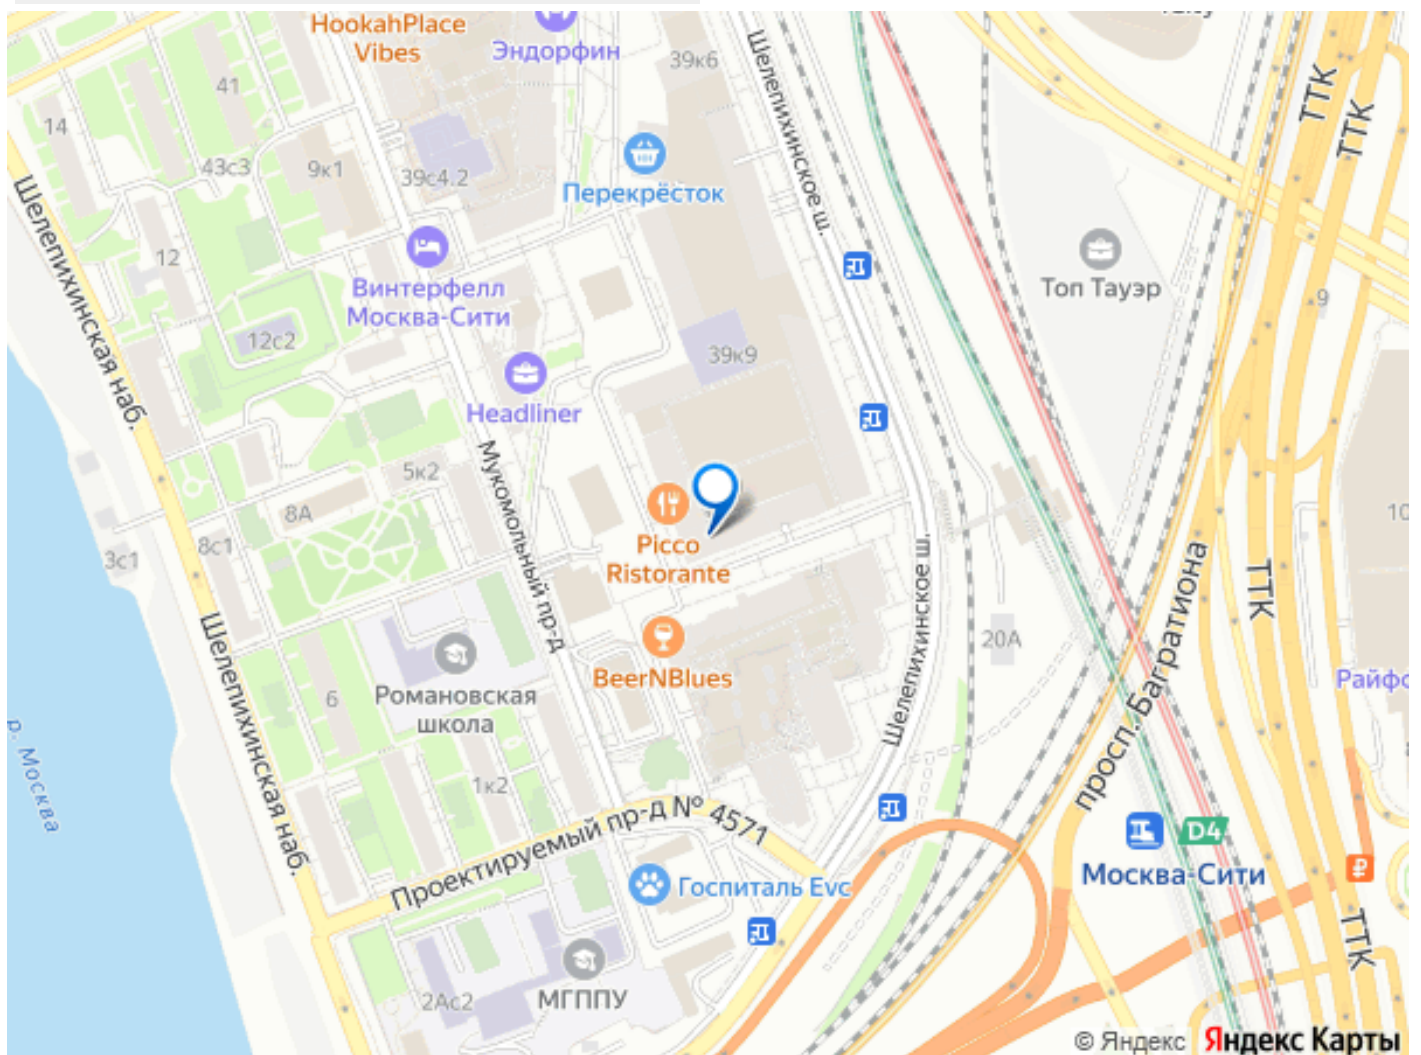 HookahPlace
Vibes
Эндорфин
39к6
Шелепихинское ш.
ТТК
ТТК
41
14
43с3
9к1
39с4.2
Перекрёсток
Шелепихинская наб.
12
Винтерфелл
Москва-Сити
Топ Тауэр
9
12с2
39к9
Headliner
Мукомольный пр-д
5к2
8А
8с1
3с1
Picco
Ristorante
Шелепихинское ш.
просп. Багратиона
ТТК
10
20А
BeerNBlues
Романовская
школа
6
Шелепихинская наб.
р. Москва
1к2
Райфо
Проектируемый пр-д № 4571
D4
Москва-Сити
₽
Госпиталь Evc
ТТК
МГППУ
2Ас2
© Яндекс Яндекс Карты